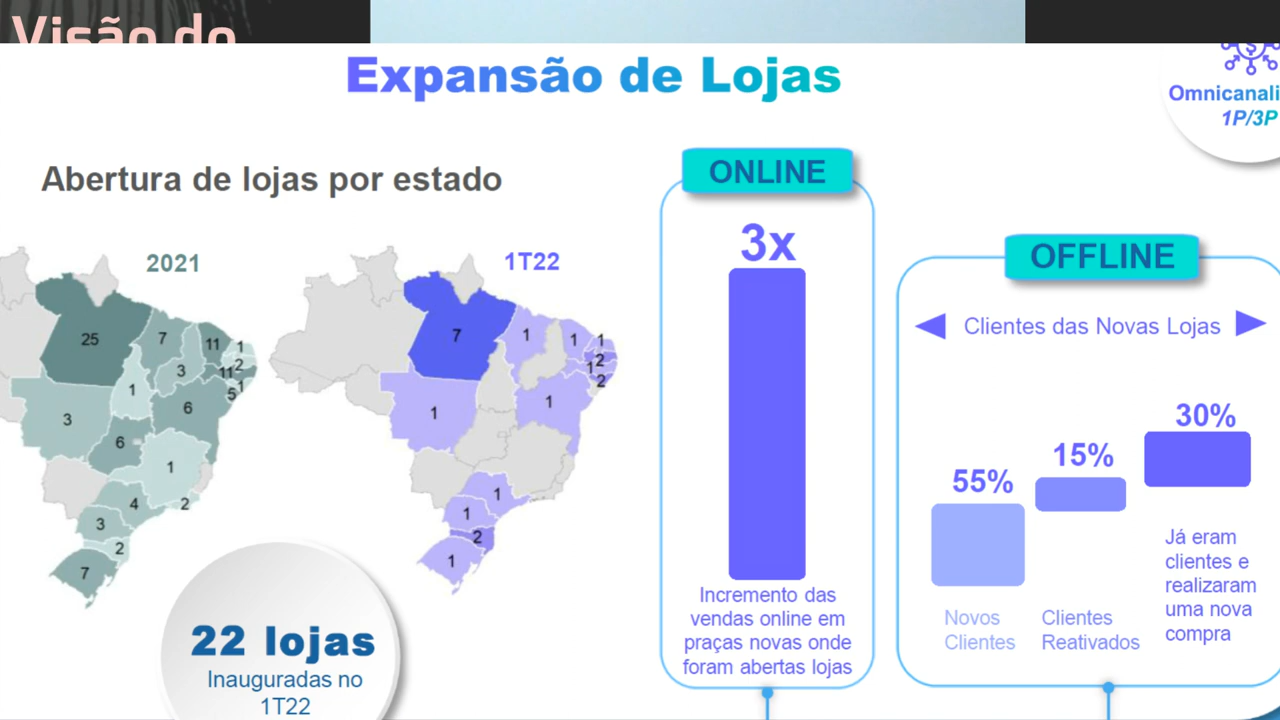 Visão do
Expansão de Lojas
Omnicanali
1P/3P
Abertura de lojas por estado
2021
25
7
11
1
2
11
1
5
3
1
6
3
6
1
4
2
3
2
7
1T22
7
1
1
1
2
1
2
1
1
1
1
2
1
22 lojas
Inauguradas no
1T22
ONLINE
3x
Incremento das
vendas online em
praças novas onde
foram abertas lojas
OFFLINE
Clientes das Novas Lojas
55%
Novos
Clientes
15%
Clientes
Reativados
30%
Já eram
clientes e
realizaram
uma nova
compra